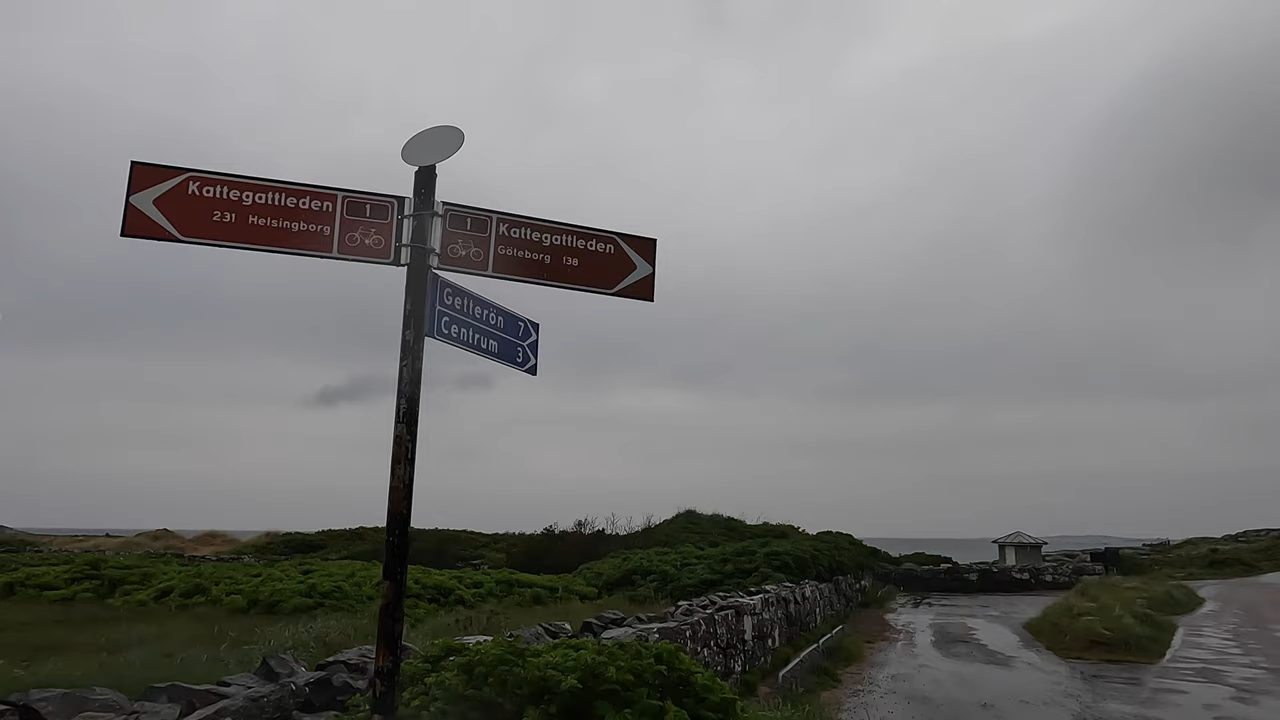 Kattegattleden 1
231 Helsingborg
1 Kattegattleden
Göteborg 138
Getterön 7
Centrum 3